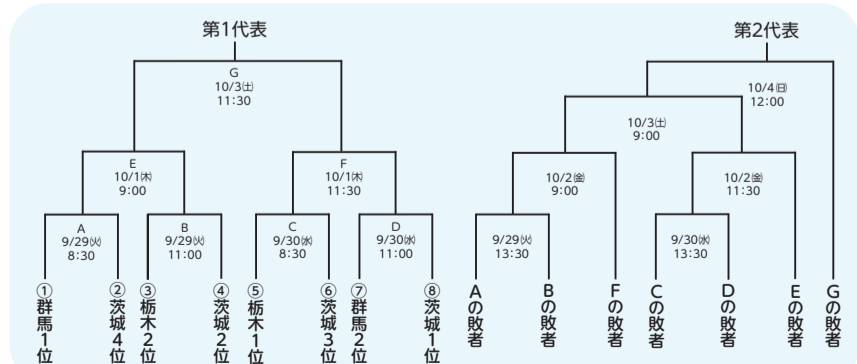 第1代表
G
10/3㈯
11:30
E
10/1㈭
9:00
F
10/1㈭
11:30
A
9/29㈫
8:30
B
9/29㈫
11:00
C
9/30㈬
8:30
D
9/30㈬
11:00
①群馬1位
②茨城4位
③栃木2位
④茨城2位
⑤栃木1位
⑥茨城3位
⑦群馬2位
⑧茨城1位
第2代表
10/4㈰
12:00
10/3㈯
9:00
10/2㈮
9:00
10/2㈮
11:30
9/29㈫
13:30
9/30㈬
13:30
Aの敗者
Bの敗者
Fの敗者
Cの敗者
Dの敗者
Eの敗者
Gの敗者